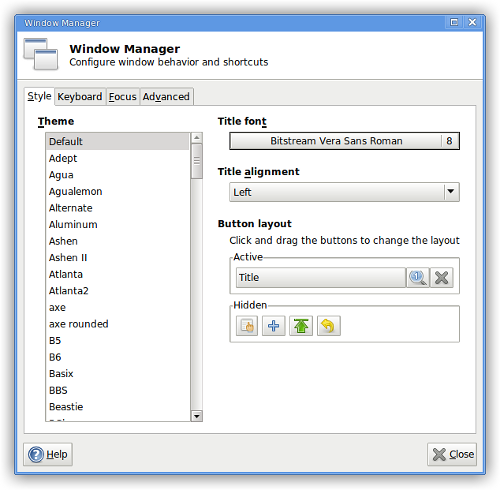 Window Manager
Window Manager
Configure window behavior and shortcuts
Style Keyboard Focus Advanced
Theme
Default
Adept
Agua
Agualemon
Alternate
Aluminum
Ashen
Ashen II
Atlanta
Atlanta2
axe
axe rounded
B5
B6
Basix
BBS
Beastie
Title font
Bitstream Vera Sans Roman 8
Title alignment
Left
Button layout
Click and drag the buttons to change the layout
Active
Title
Hidden
Help
Close